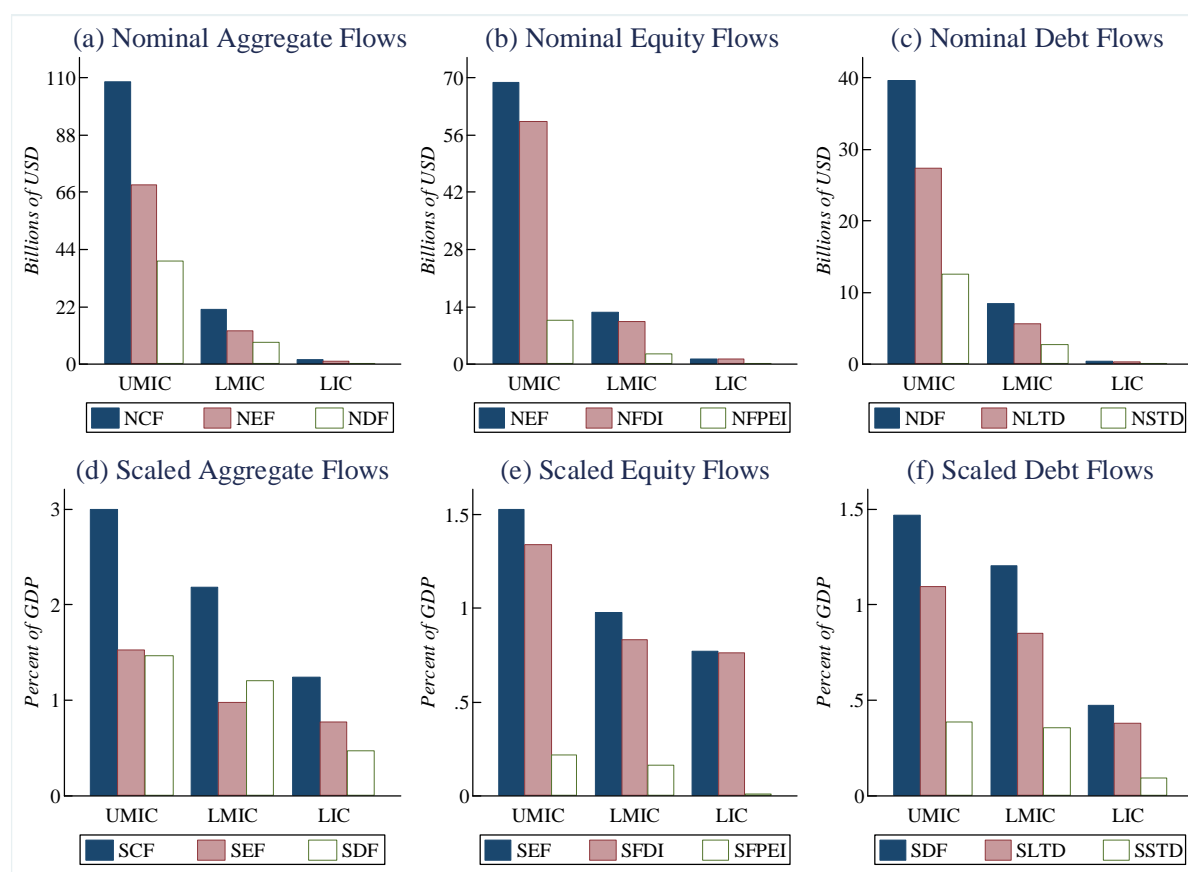 (a) Nominal Aggregate Flows
110
88
66
44
22
0
Billions of USD
UMIC LMIC LIC
NCF NEF NDF
(b) Nominal Equity Flows
70
56
42
28
14
0
Billions of USD
UMIC LMIC LIC
NEF NFDI NFPEI
(c) Nominal Debt Flows
40
30
20
10
0
Billions of USD
UMIC LMIC LIC
NDF NLTD NSTD
(d) Scaled Aggregate Flows
3
2
1
0
Percent of GDP
UMIC LMIC LIC
SCF SEF SDF
(e) Scaled Equity Flows
1.5
1
.5
0
Percent of GDP
UMIC LMIC LIC
SEF SFDI SFPEI
(f) Scaled Debt Flows
1.5
1
.5
0
Percent of GDP
UMIC LMIC LIC
SDF SLTD SSTD